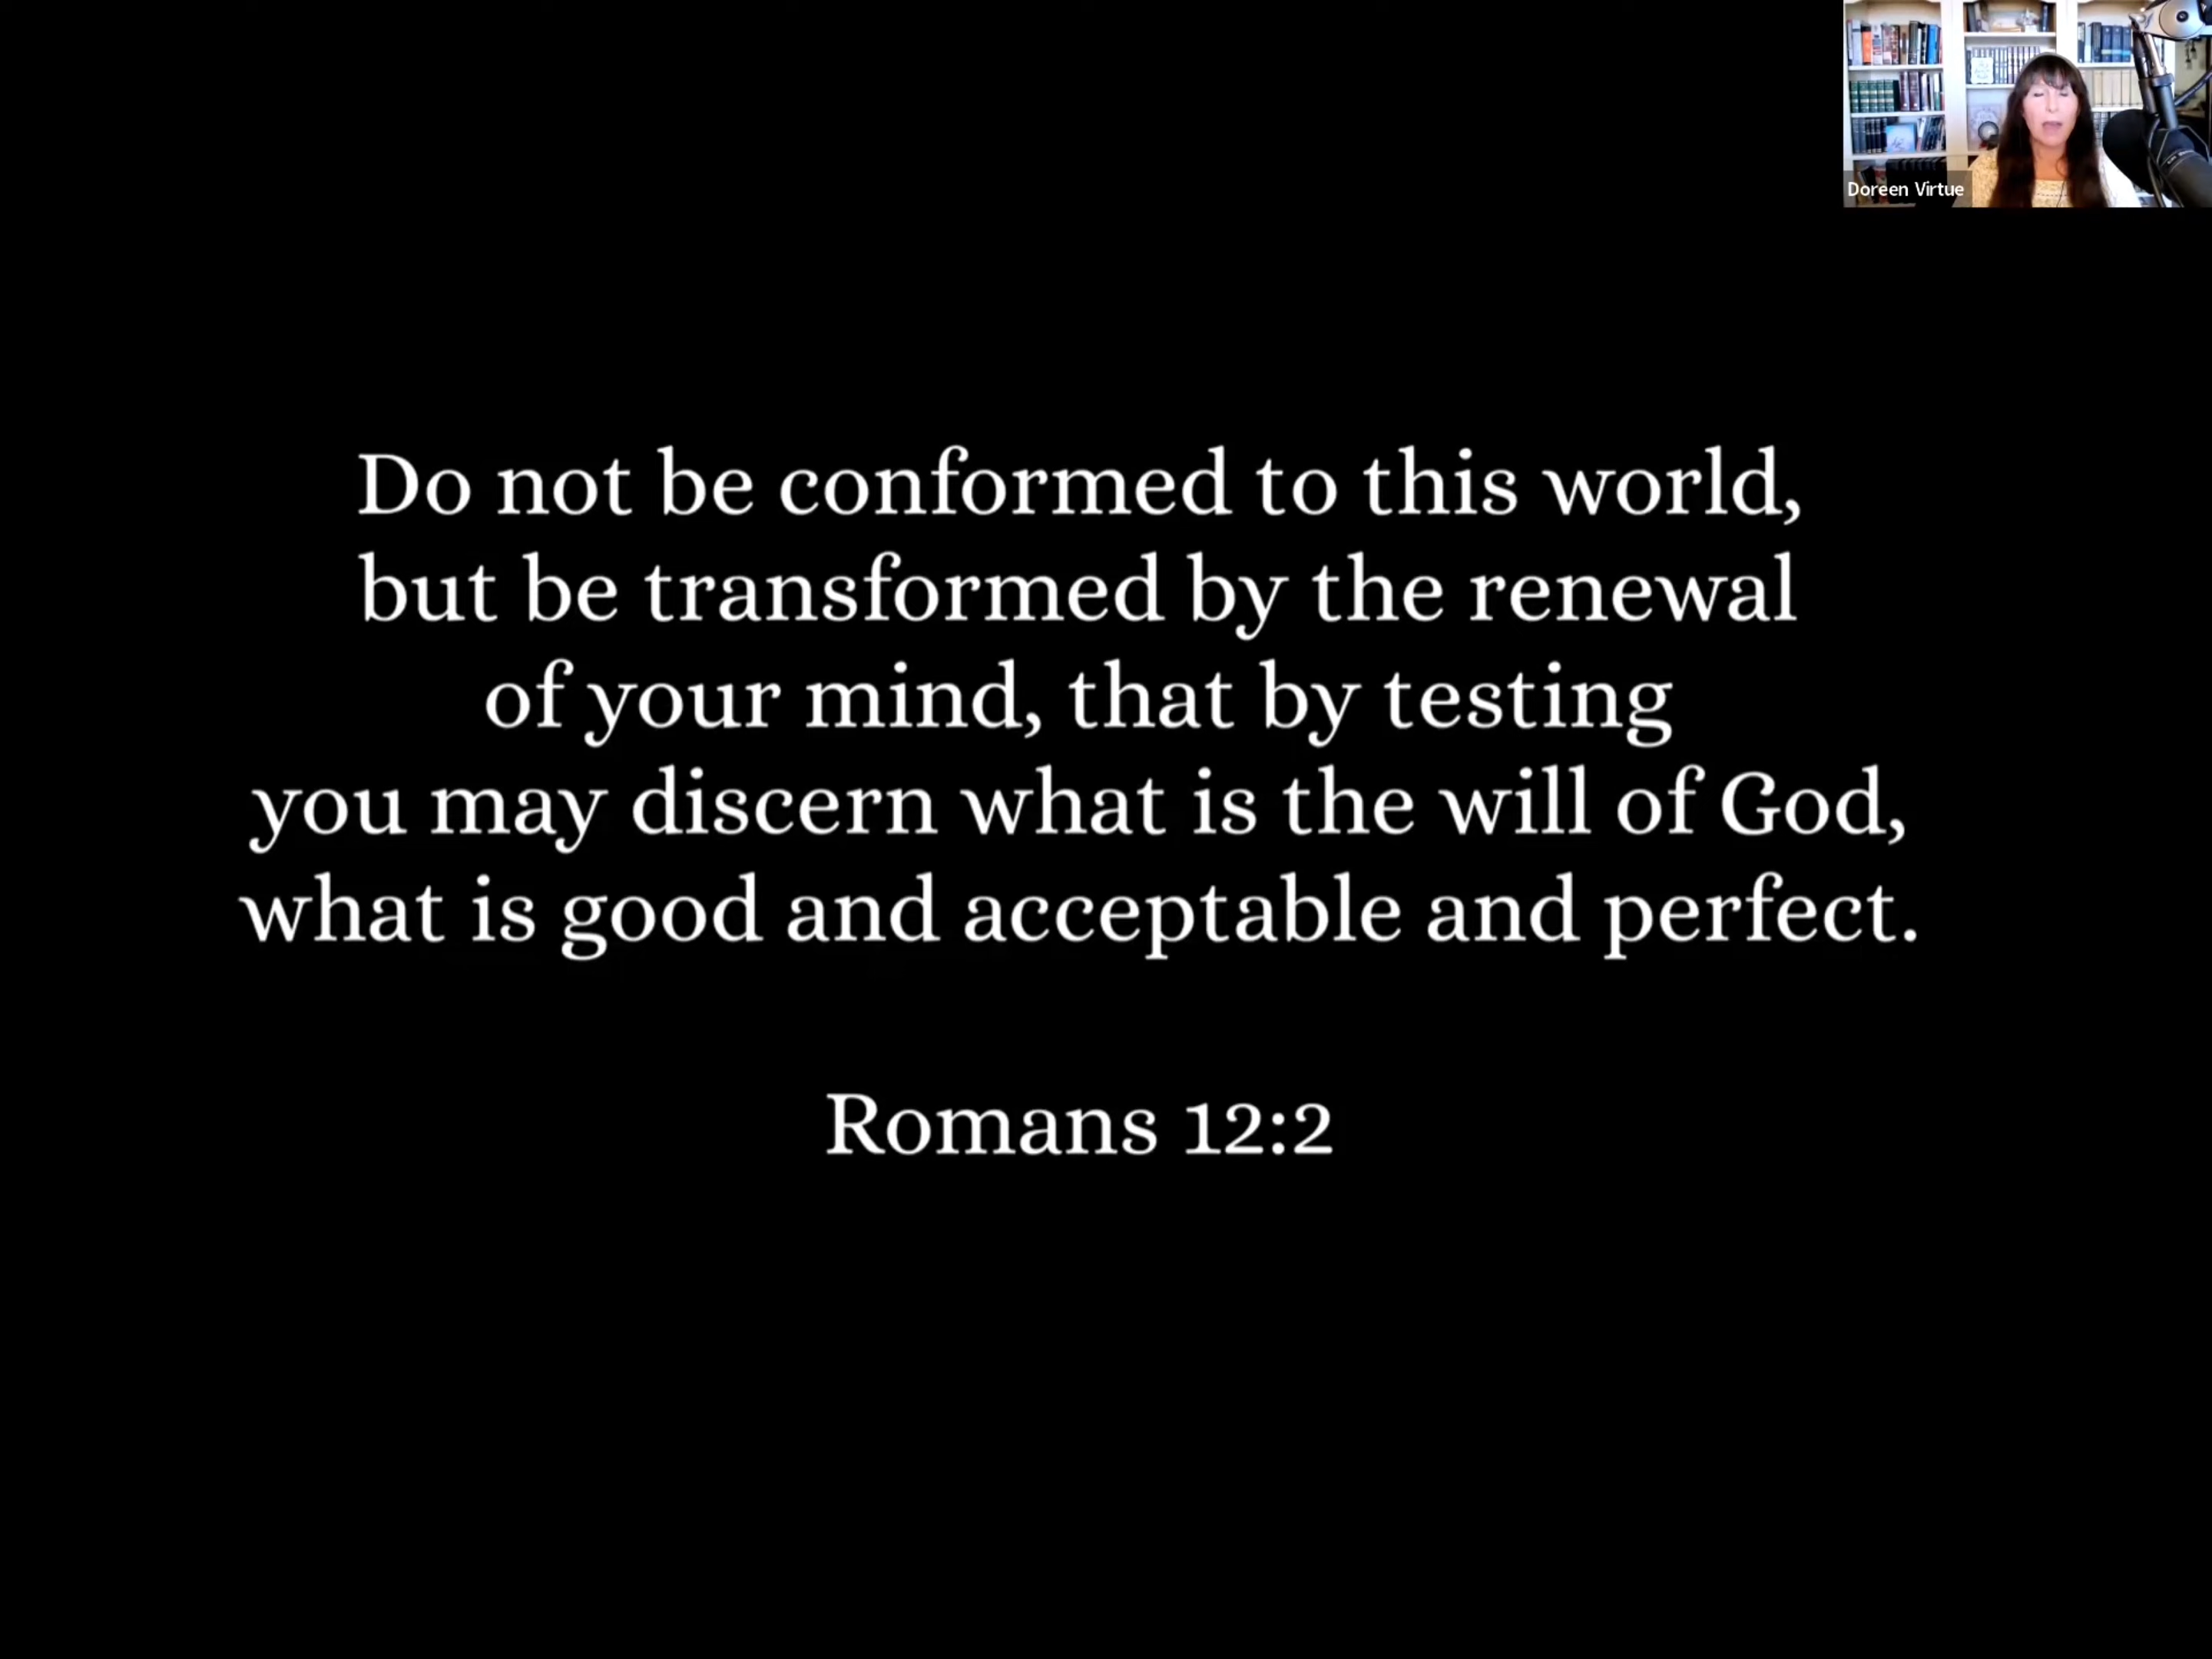 Doreen Virtue
Do not be conformed to this world,
but be transformed by the renewal
of your mind, that by testing
you may discern what is the will of God,
what is good and acceptable and perfect.
Romans 12:2